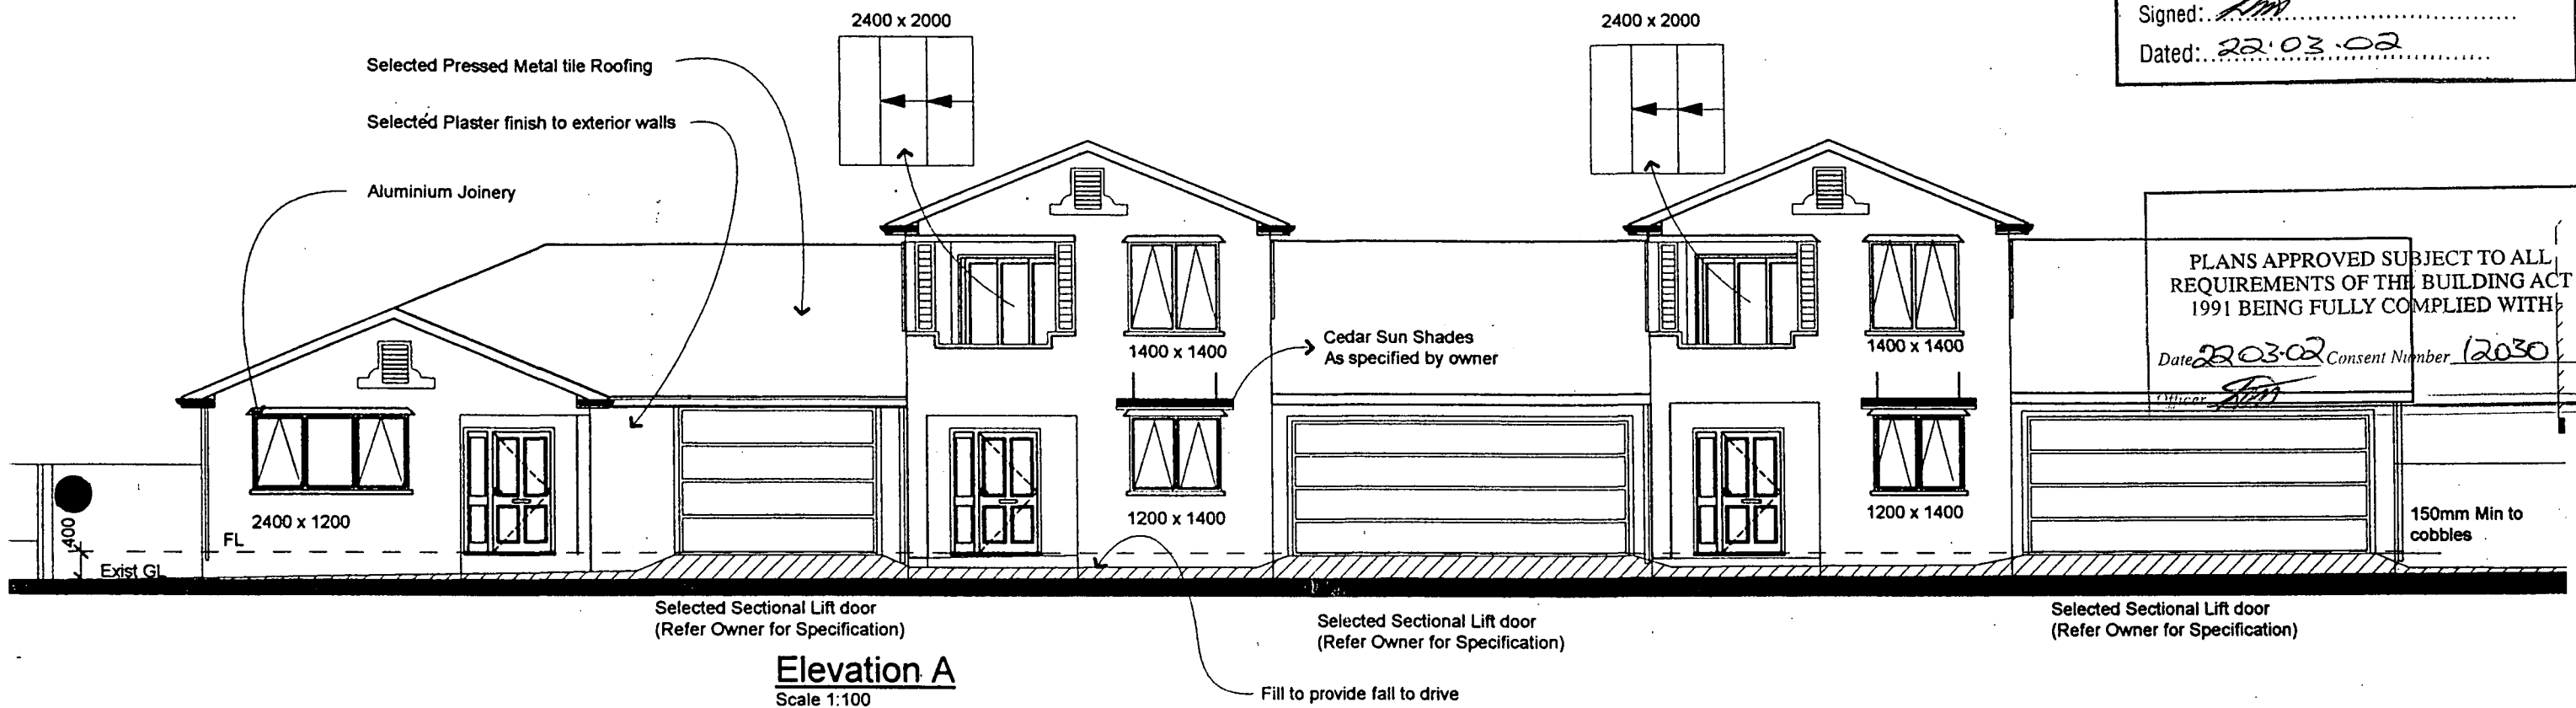 2400 x 2000
2400 x 2000
Signed:
Dated: 22.03.02
Selected Pressed Metal tile Roofing
Selected Plaster finish to exterior walls
Aluminium Joinery
PLANS APPROVED SUBJECT TO ALL
REQUIREMENTS OF THE BUILDING ACT
1991 BEING FULLY COMPLIED WITH
Date 22.03.02 Consent Number 12030
Officer
1400 x 1400
Cedar Sun Shades
As specified by owner
1400 x 1400
2400 x 1200
1200 x 1400
1200 x 1400
150mm Min to
cobbles
400
FL
Exist GL
Selected Sectional Lift door
(Refer Owner for Specification)
Selected Sectional Lift door
(Refer Owner for Specification)
Selected Sectional Lift door
(Refer Owner for Specification)
Elevation A
Scale 1:100
Fill to provide fall to drive